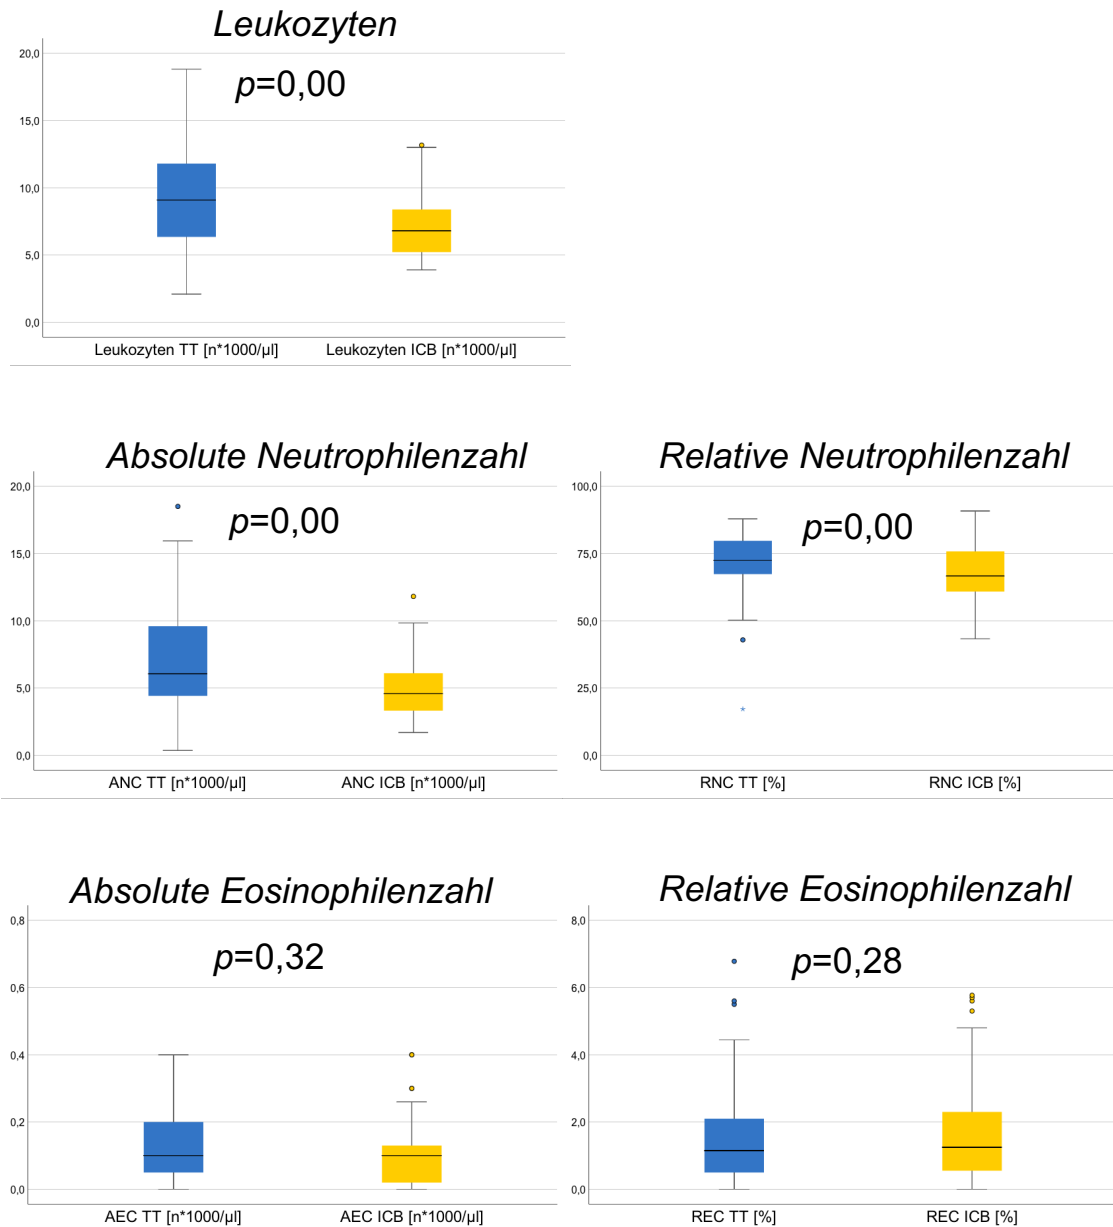 Leukozyten
p=0,00
20,0
15,0
10,0
5,0
0,0
Leukozyten TT [n*1000/µl] Leukozyten ICB [n*1000/µl]
Absolute Neutrophilenzahl
p=0,00
20,0
15,0
10,0
5,0
0,0
ANC TT [n*1000/µl] ANC ICB [n*1000/µl]
Relative Neutrophilenzahl
p=0,00
100,0
75,0
50,0
25,0
0,0
RNC TT [%] RNC ICB [%]
Absolute Eosinophilenzahl
p=0,32
0,8
0,6
0,4
0,2
0,0
AEC TT [n*1000/µl] AEC ICB [n*1000/µl]
Relative Eosinophilenzahl
p=0,28
8,0
6,0
4,0
2,0
0,0
REC TT [%] REC ICB [%]